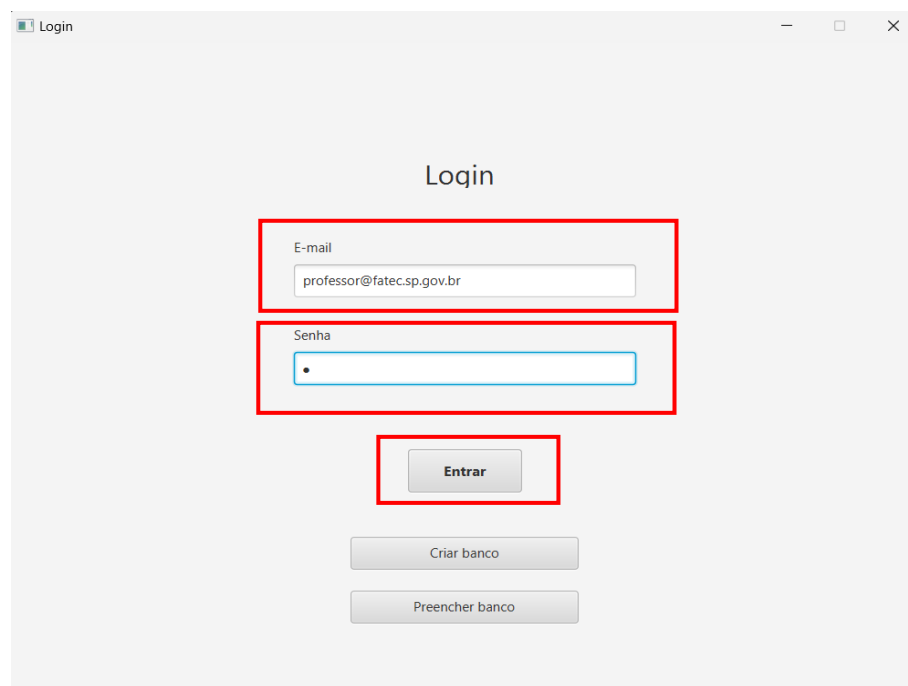 Login
Login
E-mail
professor@fatec.sp.gov.br
Senha
Entrar
Criar banco
Preencher banco